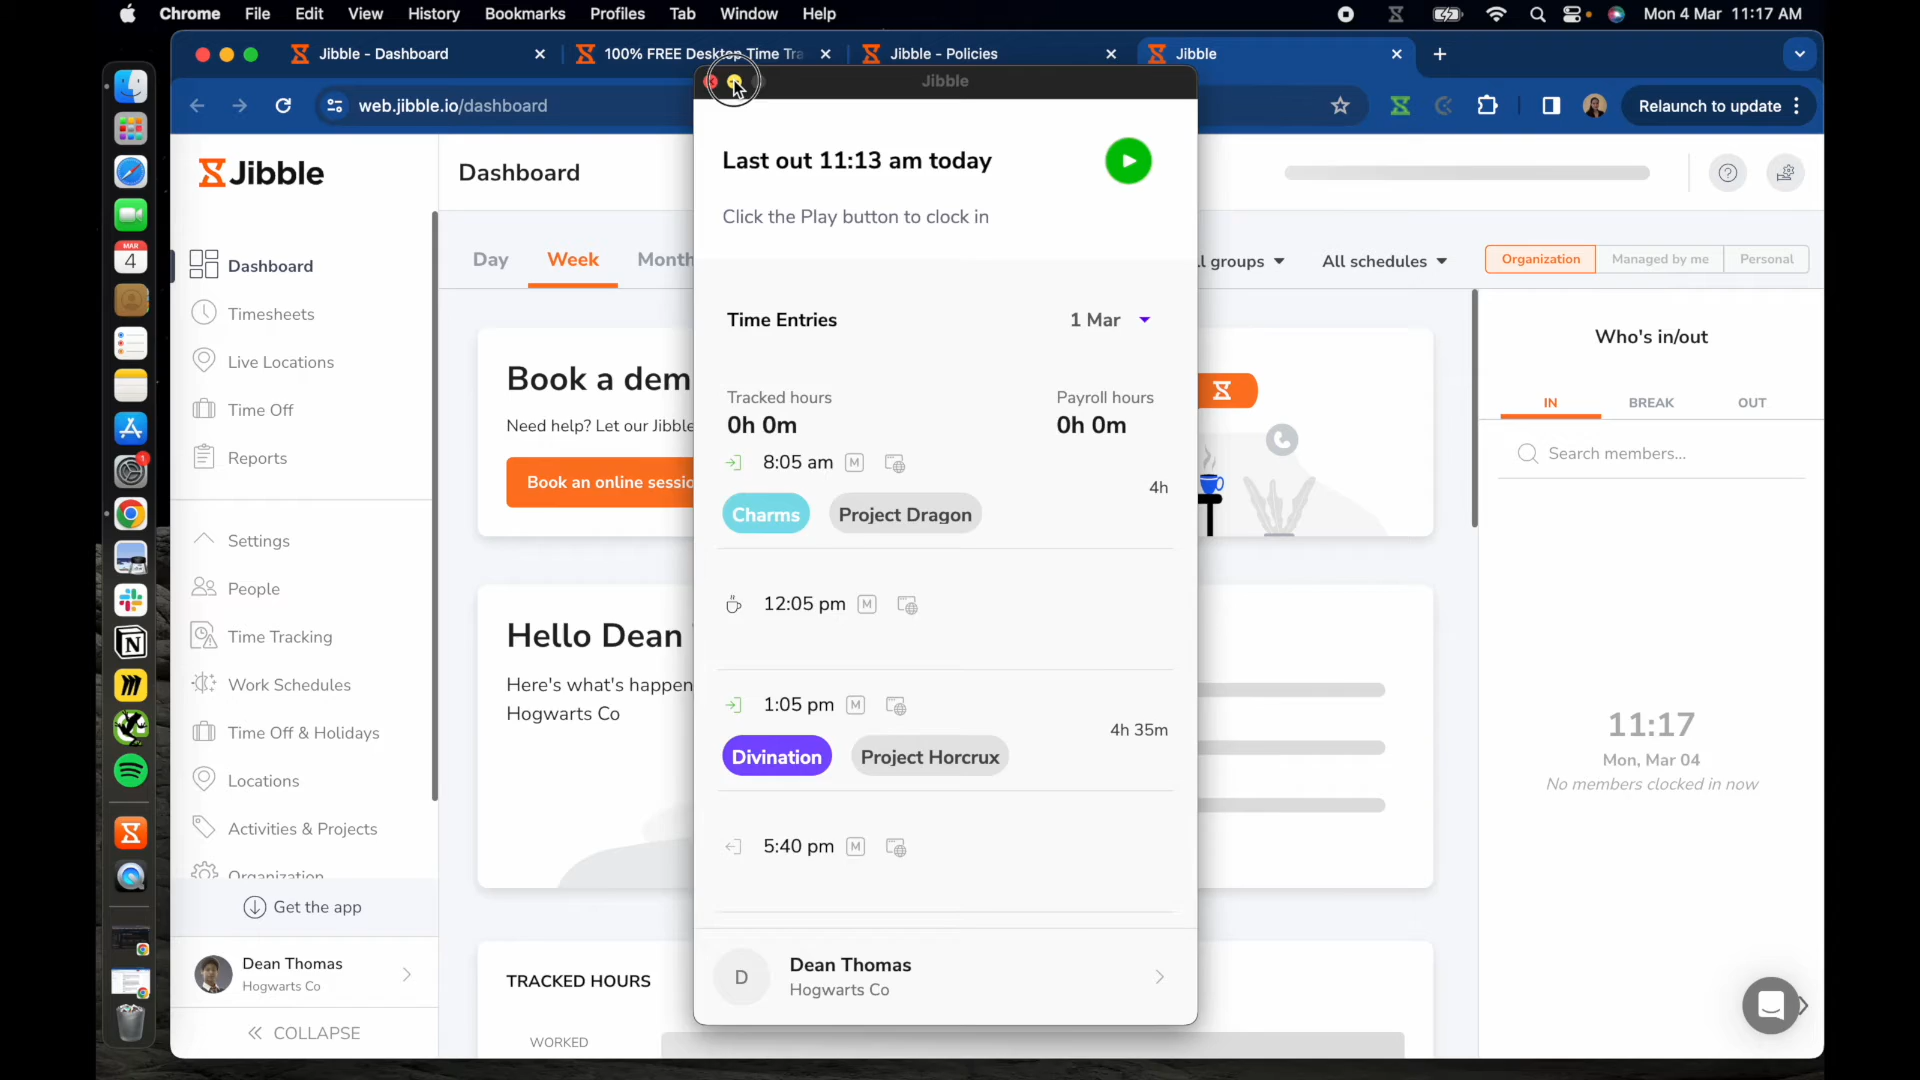 Chrome File Edit View History Bookmarks Profiles Tab Window Help Mon 4 Mar 11:17 AM
Jibble - Dashboard
100% FREE Desktop Time Tra
Jibble - Policies
Jibble
web.jibble.io/dashboard
Relaunch to update
MAR
4
1
Jibble
Dashboard
Timesheets
Live Locations
Time Off
Reports
Settings
People
Time Tracking
Work Schedules
Time Off & Holidays
Locations
Activities & Projects
Organization
Get the app
Dean Thomas
Hogwarts Co
COLLAPSE
Dashboard
Day Week Month
Book a dem
Need help? Let our Jibble
Book an online sessio
Hello Dean
Here's what's happen
Hogwarts Co
TRACKED HOURS
WORKED
Jibble
Last out 11:13 am today
Click the Play button to clock in
Time Entries 1 Mar
Tracked hours Payroll hours
0h 0m 0h 0m
8:05 am M
4h
Charms Project Dragon
12:05 pm M
1:05 pm M
4h 35m
Divination Project Horcrux
5:40 pm M
D
Dean Thomas
Hogwarts Co
ll groups All schedules
Organization Managed by me Personal
Who's in/out
IN BREAK OUT
Search members...
11:17
Mon, Mar 04
No members clocked in now